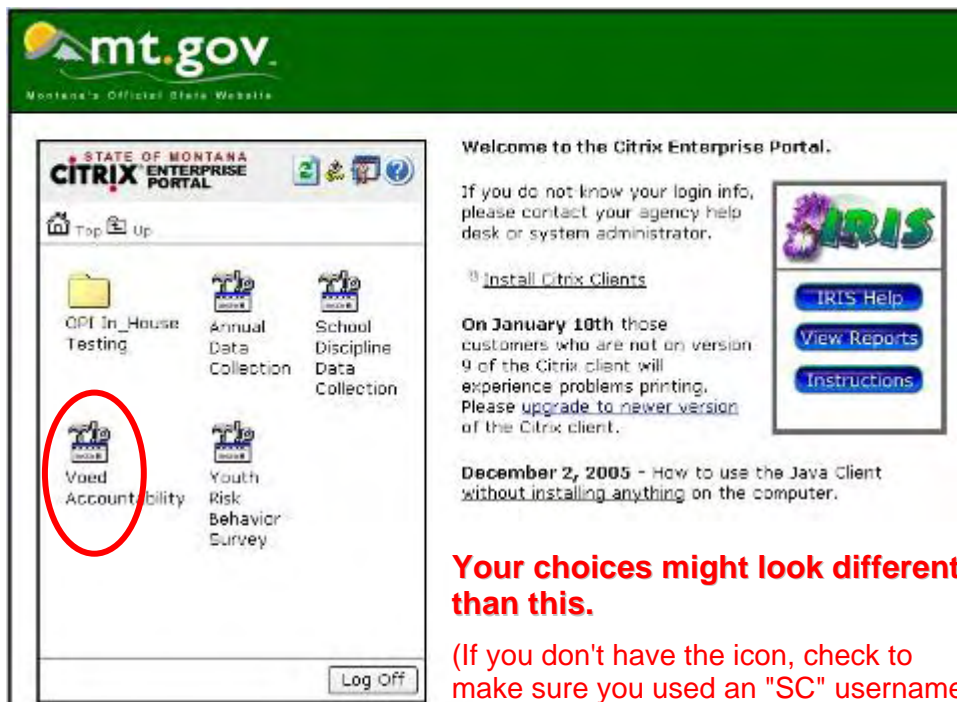 mt.gov
Montana's Official State Website
STATE OF MONTANA
CITRIX ENTERPRISE
PORTAL
Top Up
OPI In_House
Testing
Annual
Data
Collection
School
Discipline
Data
Collection
Voed
Accountability
Youth
Risk
Behavior
Survey
Log Off
Welcome to the Citrix Enterprise Portal.
If you do not know your login info,
please contact your agency help
desk or system administrator.
Install Citrix Clients
On January 18th those
customers who are not on version
9 of the Citrix client will
experience problems printing.
Please upgrade to newer version
of the Citrix client.
IRIS
IRIS Help
View Reports
Instructions
December 2, 2005 - How to use the Java Client
without installing anything on the computer.
Your choices might look different
than this.
(If you don't have the icon, check to
make sure you used an "SC" username